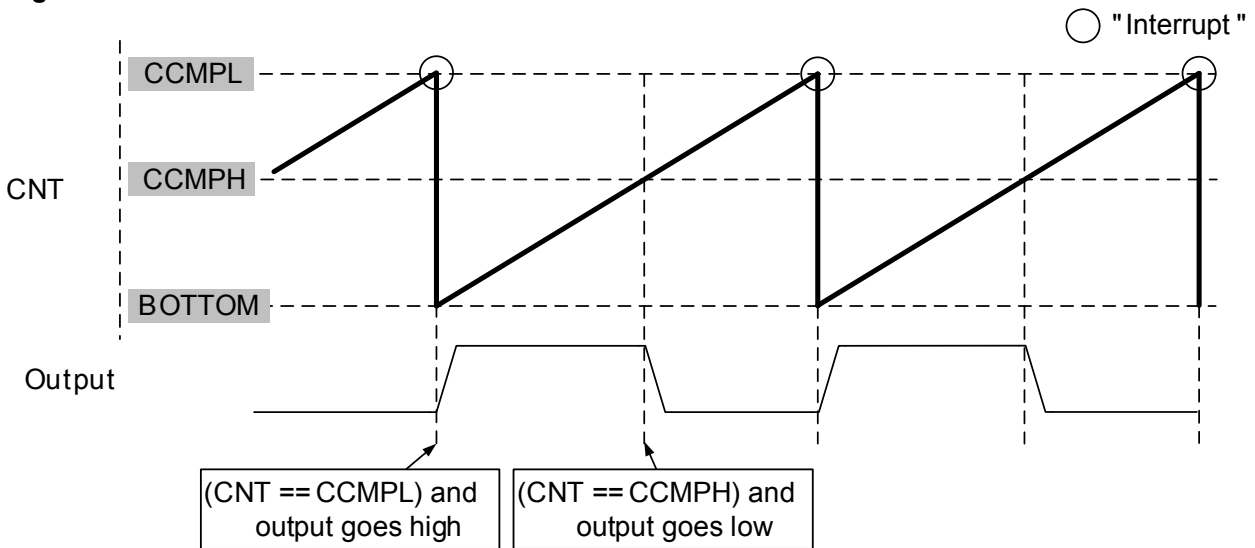 "Interrupt"
CCMPL
CNT
CCMPH
BOTTOM
Output
(CNT == CCMPL) and
output goes high
(CNT == CCMPH) and
output goes low